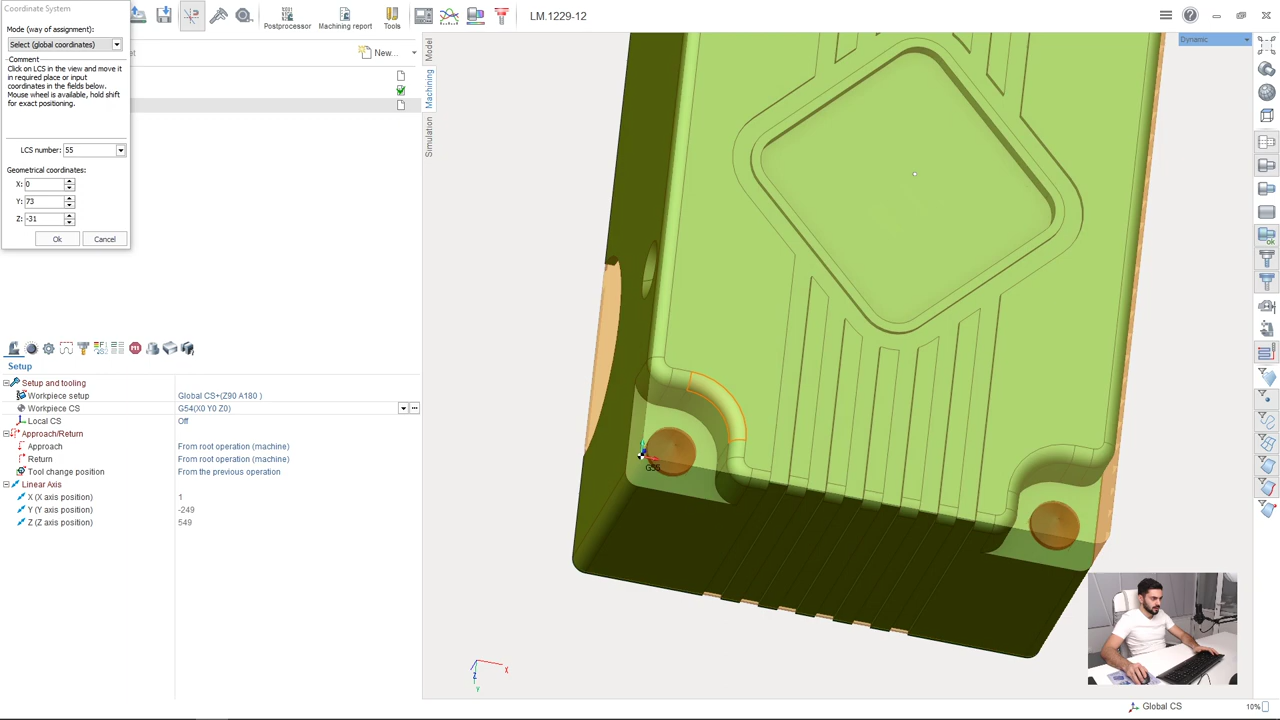 Coordinate System
Mode (way of assignment):
Select (global coordinates)
Comment
Click on LCS in the view and move it
in required place or input
coordinates in the fields below.
Mouse wheel is available, hold shift
for exact positioning.
LCS number: 55
Geometrical coordinates:
X: 0
Y: 73
Z: -31
Ok Cancel
Postprocessor
Machining report
Tools
LM.1229-12
New...
Model
Machining
Simulation
Dynamic
Setup
Setup and tooling
Workpiece setup Global CS+(Z90 A180 )
Workpiece CS G54(X0 Y0 Z0)
Local CS Off
Approach/Return
Approach From root operation (machine)
Return From root operation (machine)
Tool change position From the previous operation
Linear Axis
X (X axis position) 1
Y (Y axis position) -249
Z (Z axis position) 549
G55
X
Z
Y
ok
Global CS
10%